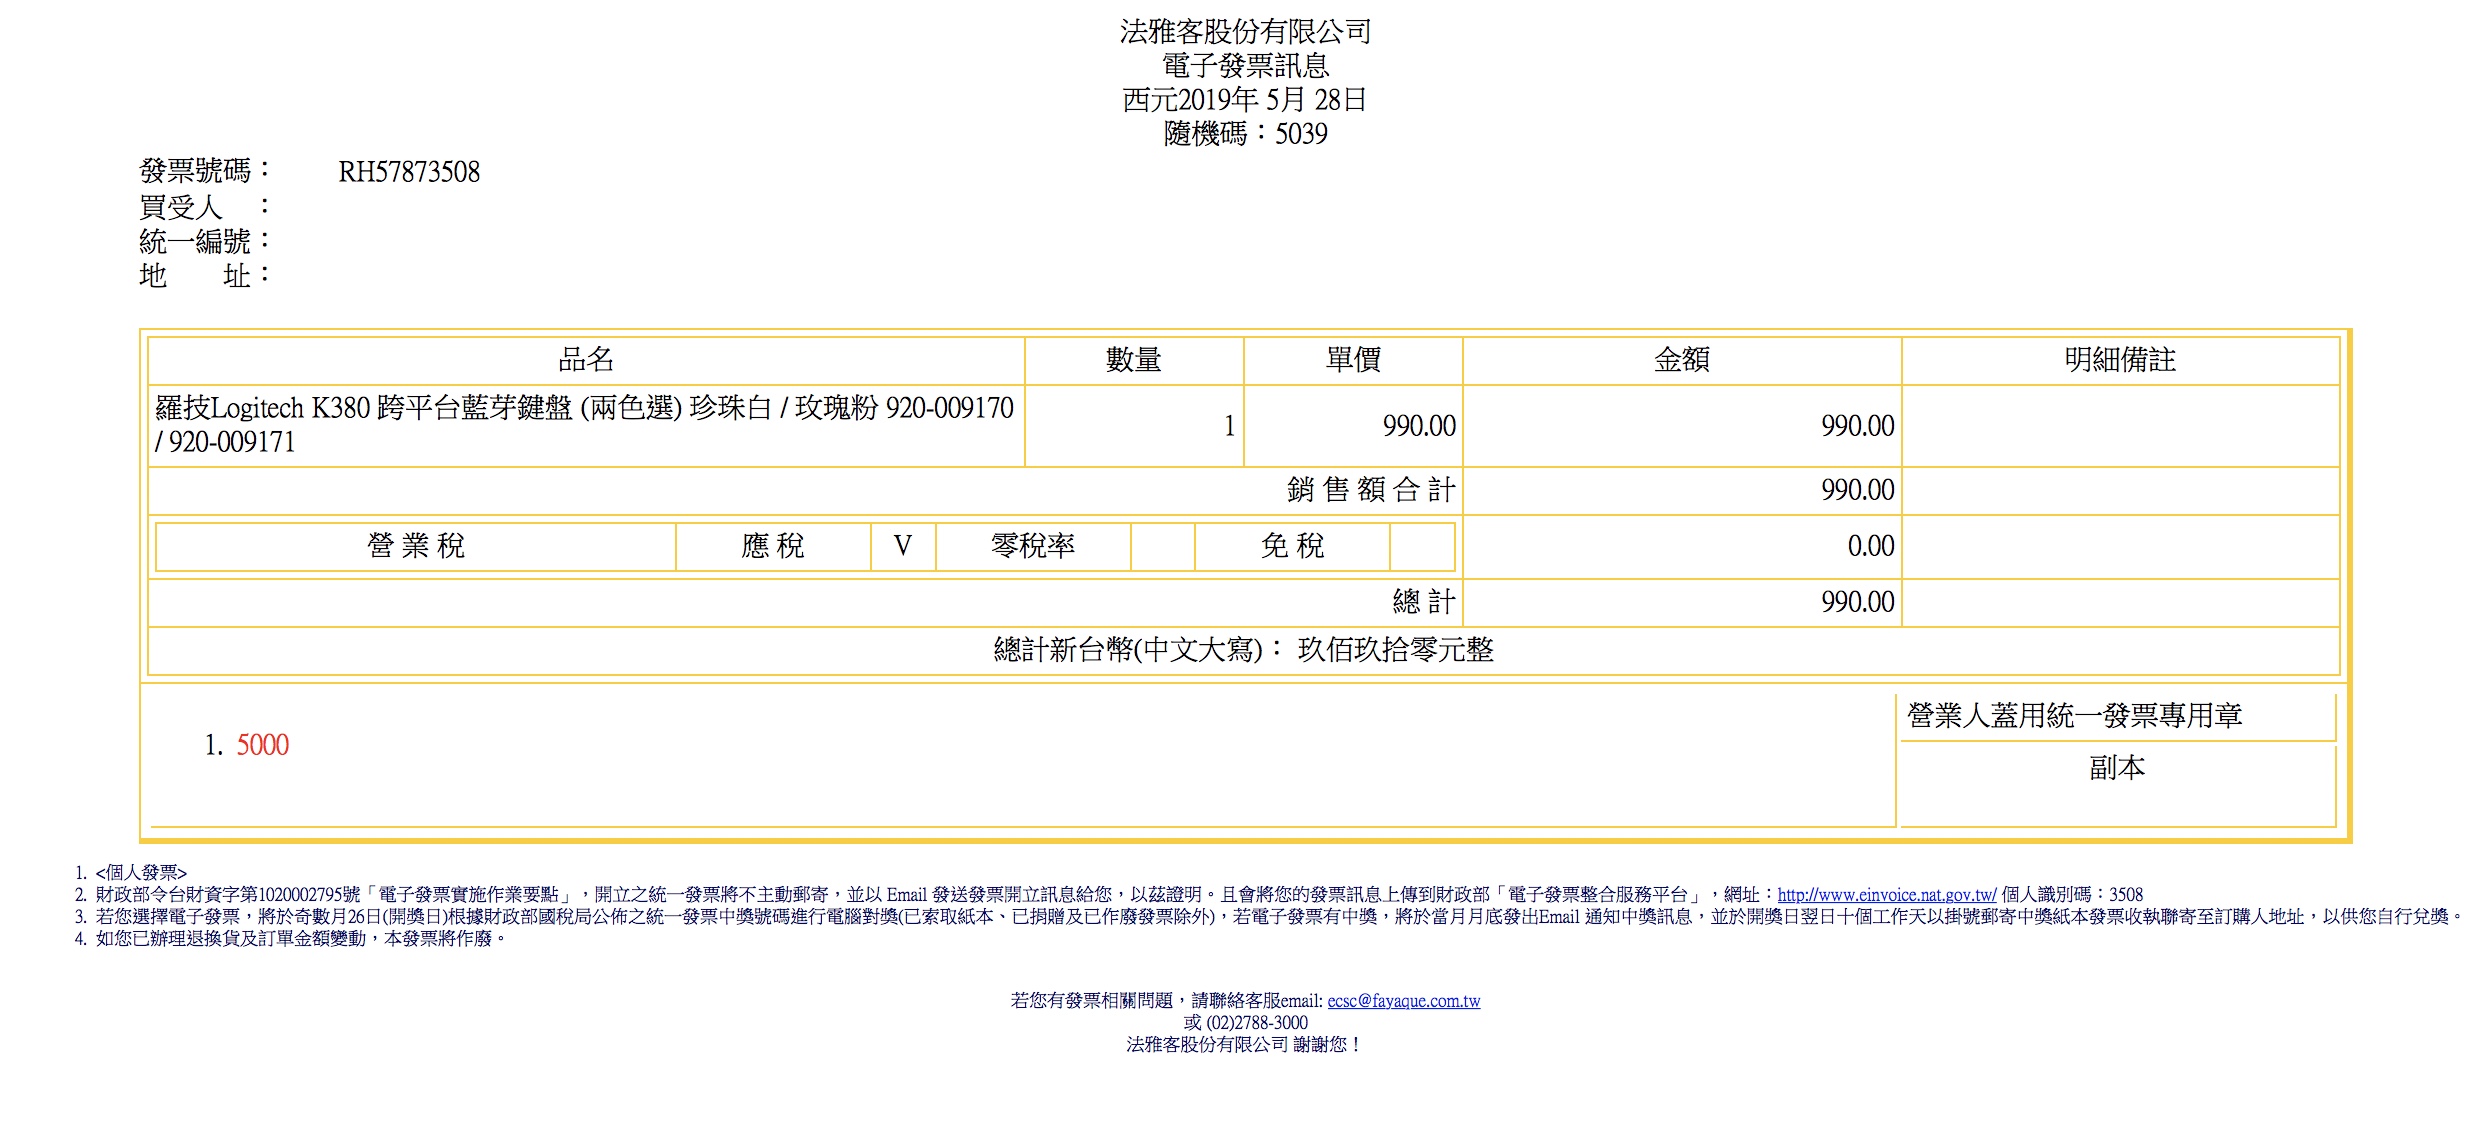 法雅客股份有限公司
電子發票訊息
西元2019年 5月 28日
隨機碼：5039
發票號碼： RH57873508
買受人 ：
統一編號：
地 址：
品名 數量 單價 金額 明細備註
羅技Logitech K380 跨平台藍芽鍵盤 (兩色選) 珍珠白 / 玫瑰粉 920-009170
/ 920-009171 1 990.00 990.00
銷 售 額 合 計 990.00
營 業 稅 應 稅 V 零稅率 免 稅 0.00
總 計 990.00
總計新台幣(中文大寫)： 玖佰玖拾零元整
1. 5000
營業人蓋用統一發票專用章
副本
1. <個人發票>
2. 財政部令台財資字第1020002795號「電子發票實施作業要點」，開立之統一發票將不主動郵寄，並以 Email 發送發票開立訊息給您，以茲證明。且會將您的發票訊息上傳到財政部「電子發票整合服務平台」，網址：http://www.einvoice.nat.gov.tw/ 個人識別碼：3508
3. 若您選擇電子發票，將於奇數月26日(開獎日)根據財政部國稅局公佈之統一發票中獎號碼進行電腦對獎(已索取紙本、已捐贈及已作廢發票除外)，若電子發票有中獎，將於當月月底發出Email 通知中獎訊息，並於開獎日翌日十個工作天以掛號郵寄中獎紙本發票收執聯寄至訂購人地址，以供您自行兌獎。
4. 如您已辦理退換貨及訂單金額變動，本發票將作廢。
若您有發票相關問題，請聯絡客服email: ecsc@fayaque.com.tw
或 (02)2788-3000
法雅客股份有限公司 謝謝您！